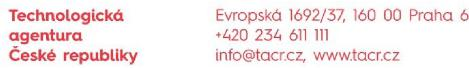 Technologická
agentura
České republiky
Evropská 1692/37, 160 00 Praha 6
+420 234 611 111
info@tacr.cz, www.tacr.cz